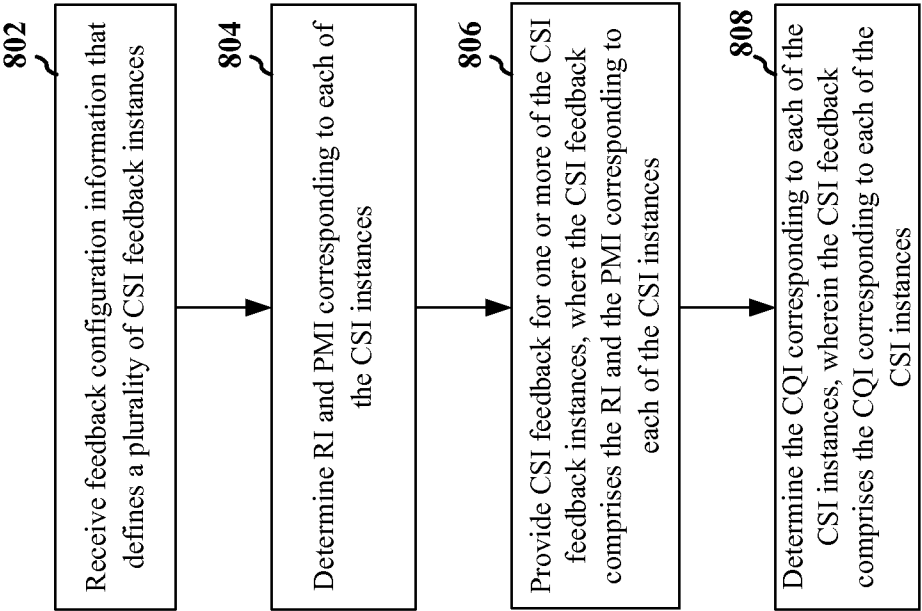 802
Receive feedback configuration information that
defines a plurality of CSI feedback instances
804
Determine RI and PMI corresponding to each of
the CSI instances
806
Provide CSI feedback for one or more of the CSI
feedback instances, where the CSI feedback
comprises the RI and the PMI corresponding to
each of the CSI instances
808
Determine the CQI corresponding to each of the
CSI instances, wherein the CSI feedback
comprises the CQI corresponding to each of the
CSI instances